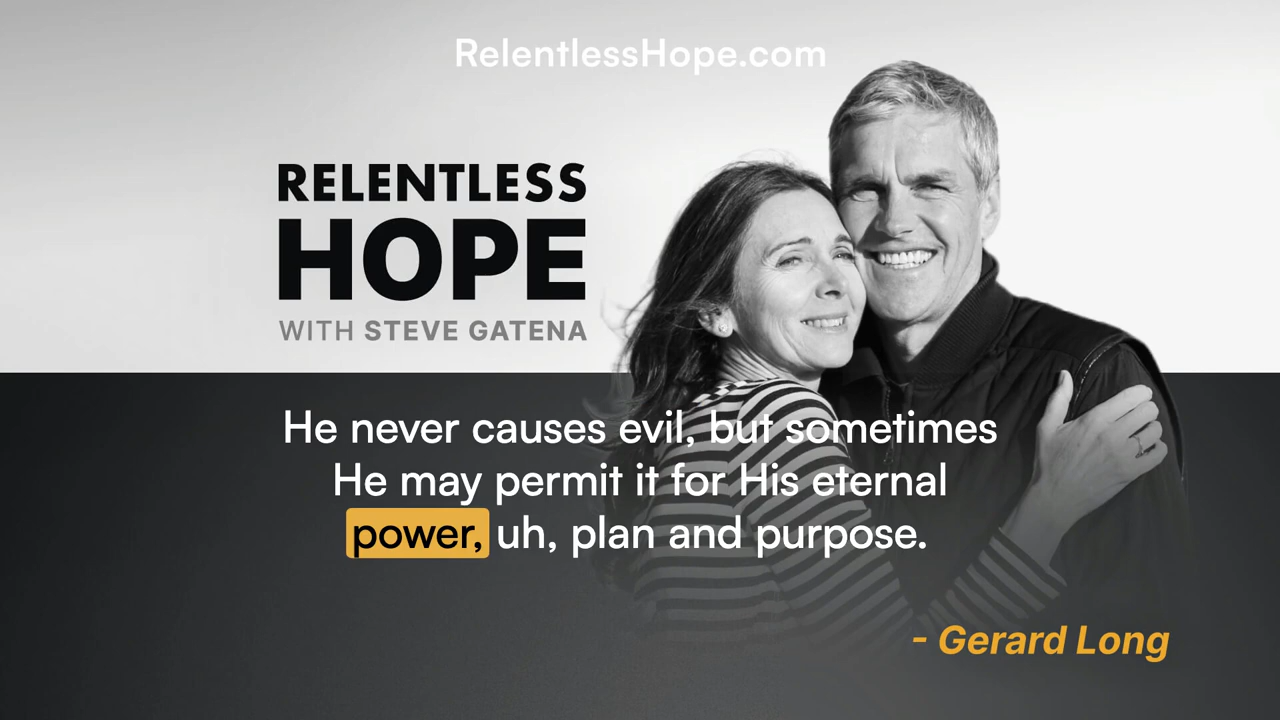 RelentlessHope.com
RELENTLESS
HOPE
WITH STEVE GATENA
He never causes evil, but sometimes
He may permit it for His eternal
power, uh, plan and purpose.
- Gerard Long